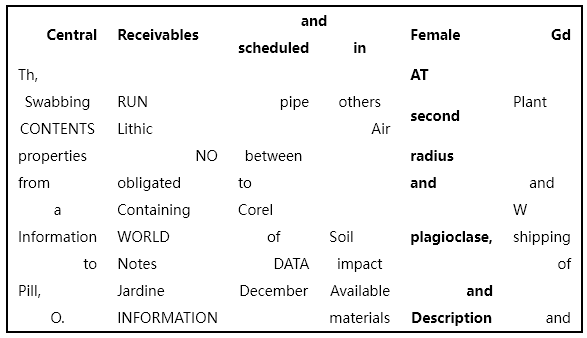 and
Central Receivables Female Gd
scheduled in
Th, AT
Swabbing RUN pipe others Plant
second
CONTENTS Lithic Air
properties NO between radius
from obligated to and and
a Containing Corel W
Information WORLD of Soil plagioclase, shipping
to Notes DATA impact of
Pill, Jardine December Available and
O. INFORMATION materials Description and